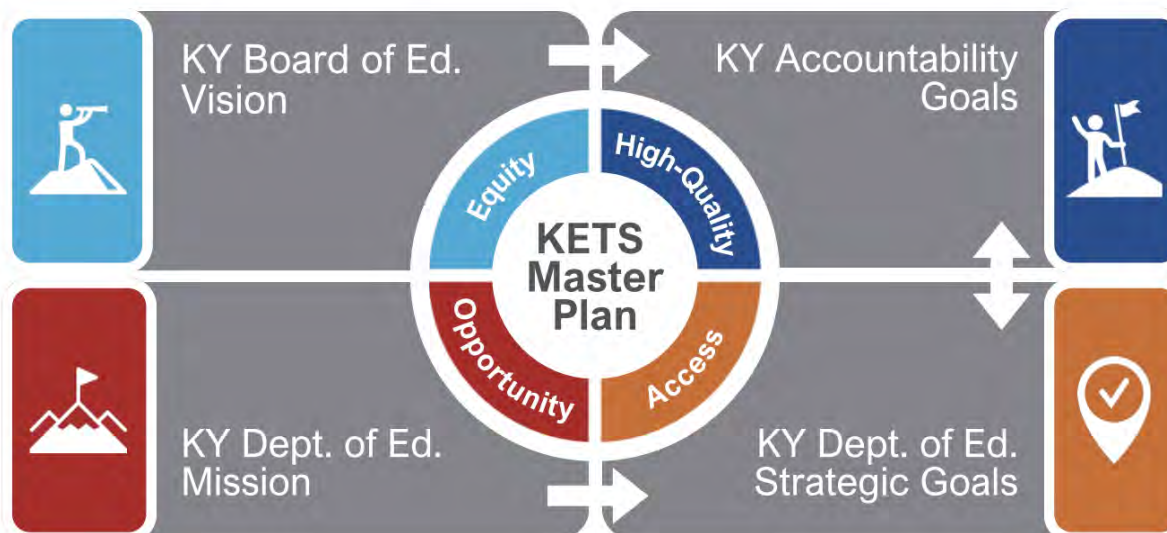 KY Board of Ed.
Vision
KY Accountability
Goals
Equity
High-Quality
KETS
Master
Plan
Opportunity
Access
KY Dept. of Ed.
Mission
KY Dept. of Ed.
Strategic Goals